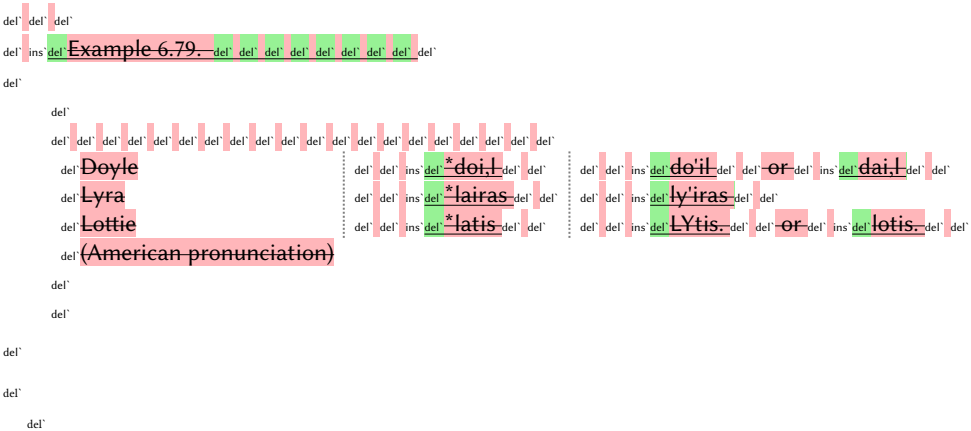 del` del` del`
del` ins`del`Example 6.79. del` del` del` del` del` del` del` del` del`
del`
del`
del` del` del` del` del` del` del` del` del` del` del` del` del` del` del` del` del` del` del` del`
del`Doyle del` del` ins`del`*doi,l del` del` del` del` ins`del`do'il del` del` or del` ins`del`dai,l del` del`
del`Lyra del` del` ins`del`*lairas del` del` del` del` ins`del`ly'iras del` del`
del`Lottie del` del` ins`del`*latis del` del` del` del` ins`del`LYtis. del` del` or del` ins`del`lotis. del` del`
del`(American pronunciation)
del`
del`
del`
del`
del`